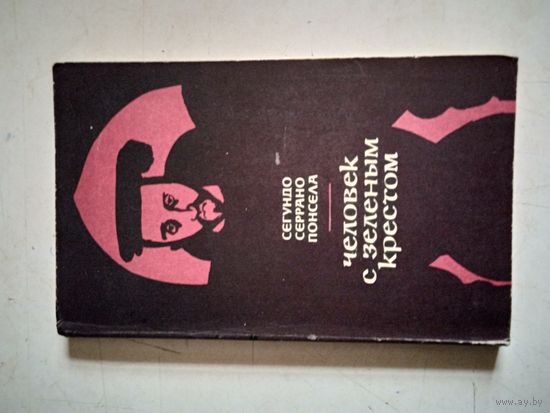 СЕГУНДО
СЕРРАНО
ПОНСЕЛА
человек
с зеленым
крестом
www.ay.by